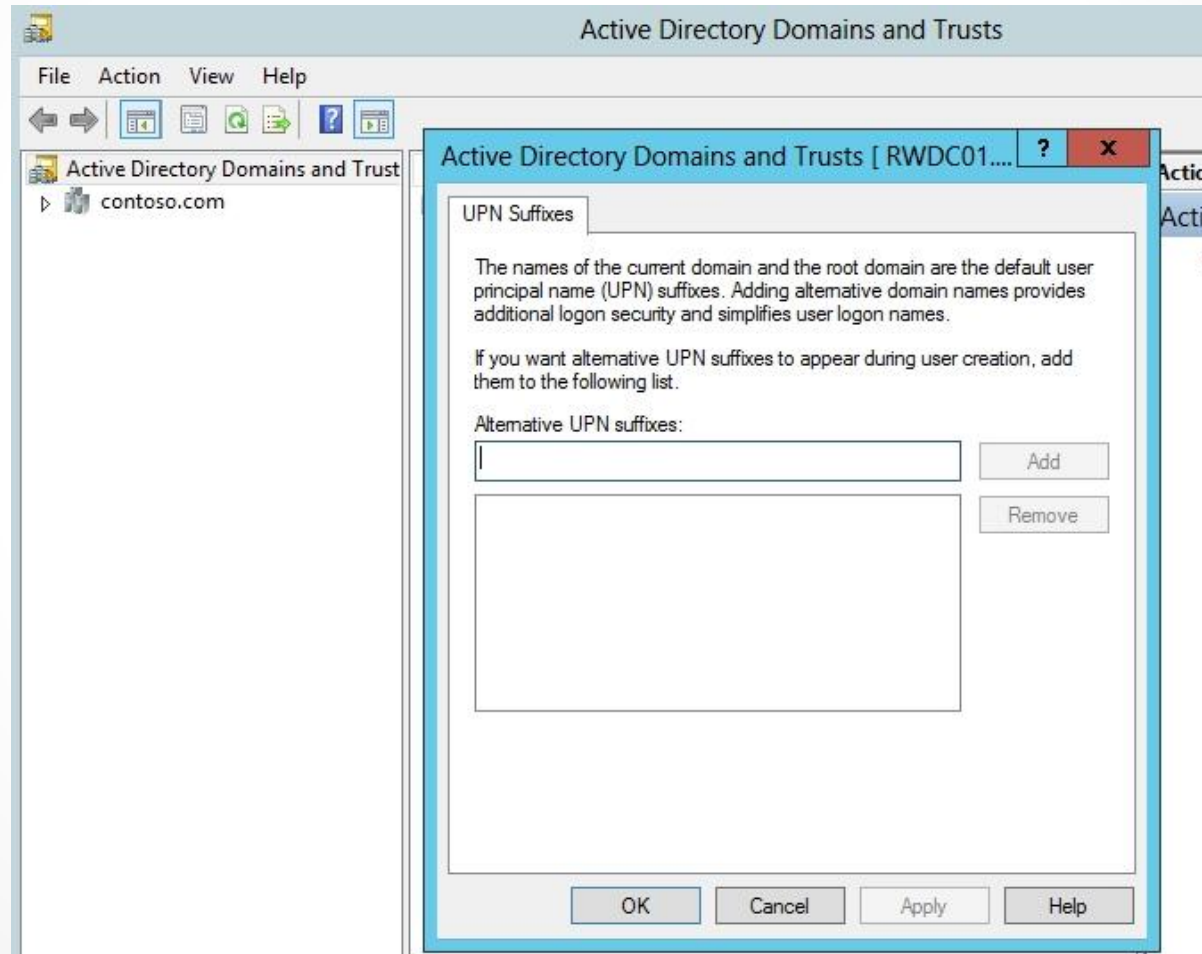 Active Directory Domains and Trusts
File Action View Help
Active Directory Domains and Trust
contoso.com
Active Directory Domains and Trusts [ RWDC01....
? x
Actio
Acti
UPN Suffixes
The names of the current domain and the root domain are the default user
principal name (UPN) suffixes. Adding alternative domain names provides
additional logon security and simplifies user logon names.
If you want alternative UPN suffixes to appear during user creation, add
them to the following list.
Alternative UPN suffixes:
Add
Remove
OK Cancel Apply Help